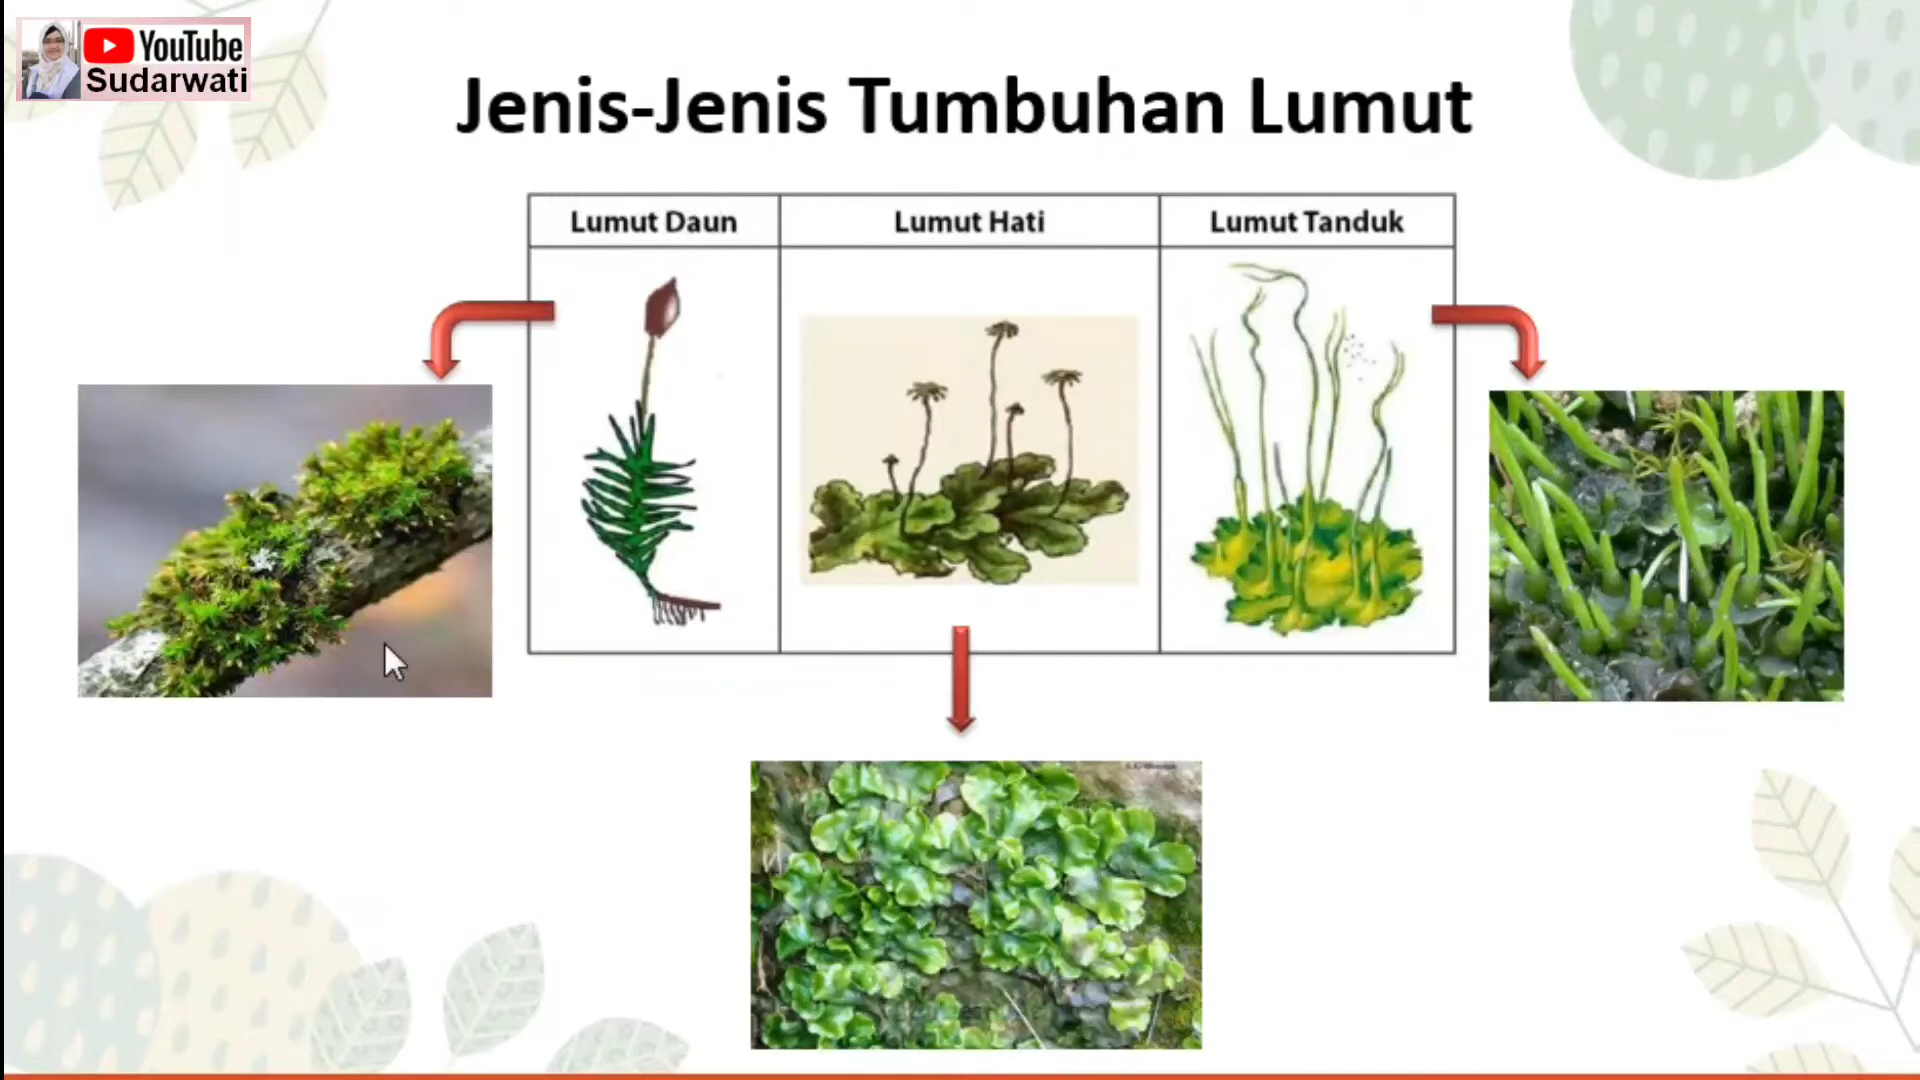 YouTube
Sudarwati
Jenis-Jenis Tumbuhan Lumut
Lumut Daun
Lumut Hati
Lumut Tanduk